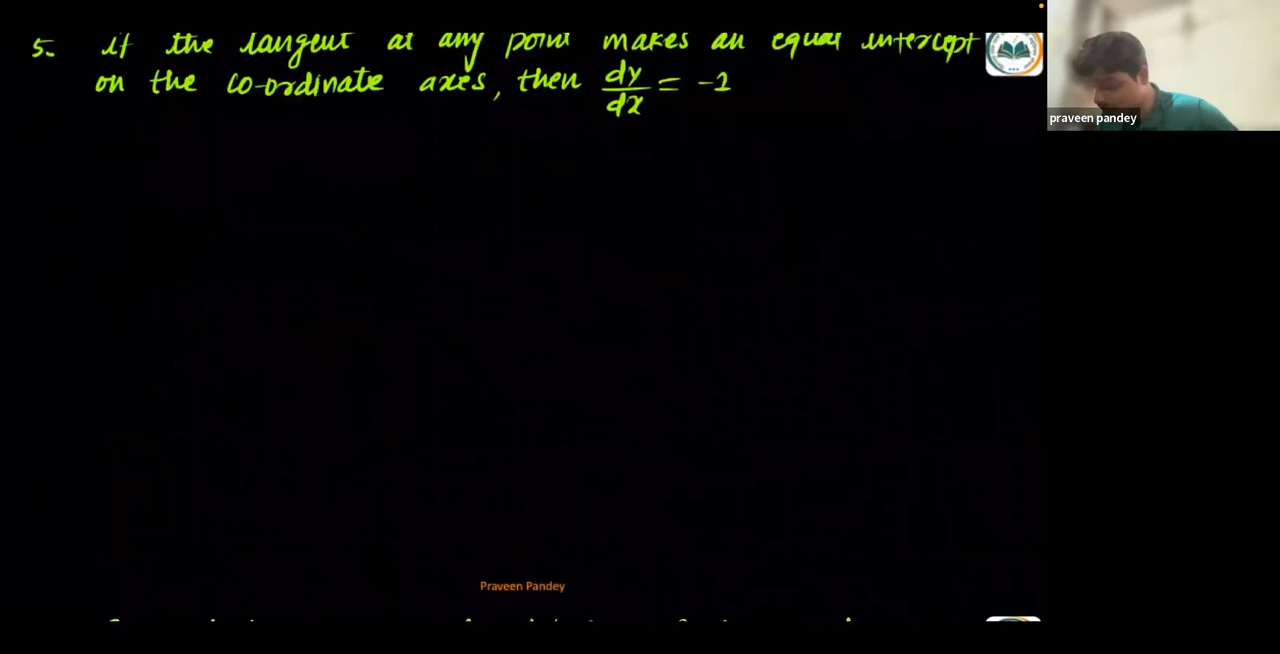 5. if the tangent at any point makes an equal intercept
on the co-ordinate axes, then dy/dx = -1
praveen pandey
Praveen Pandey